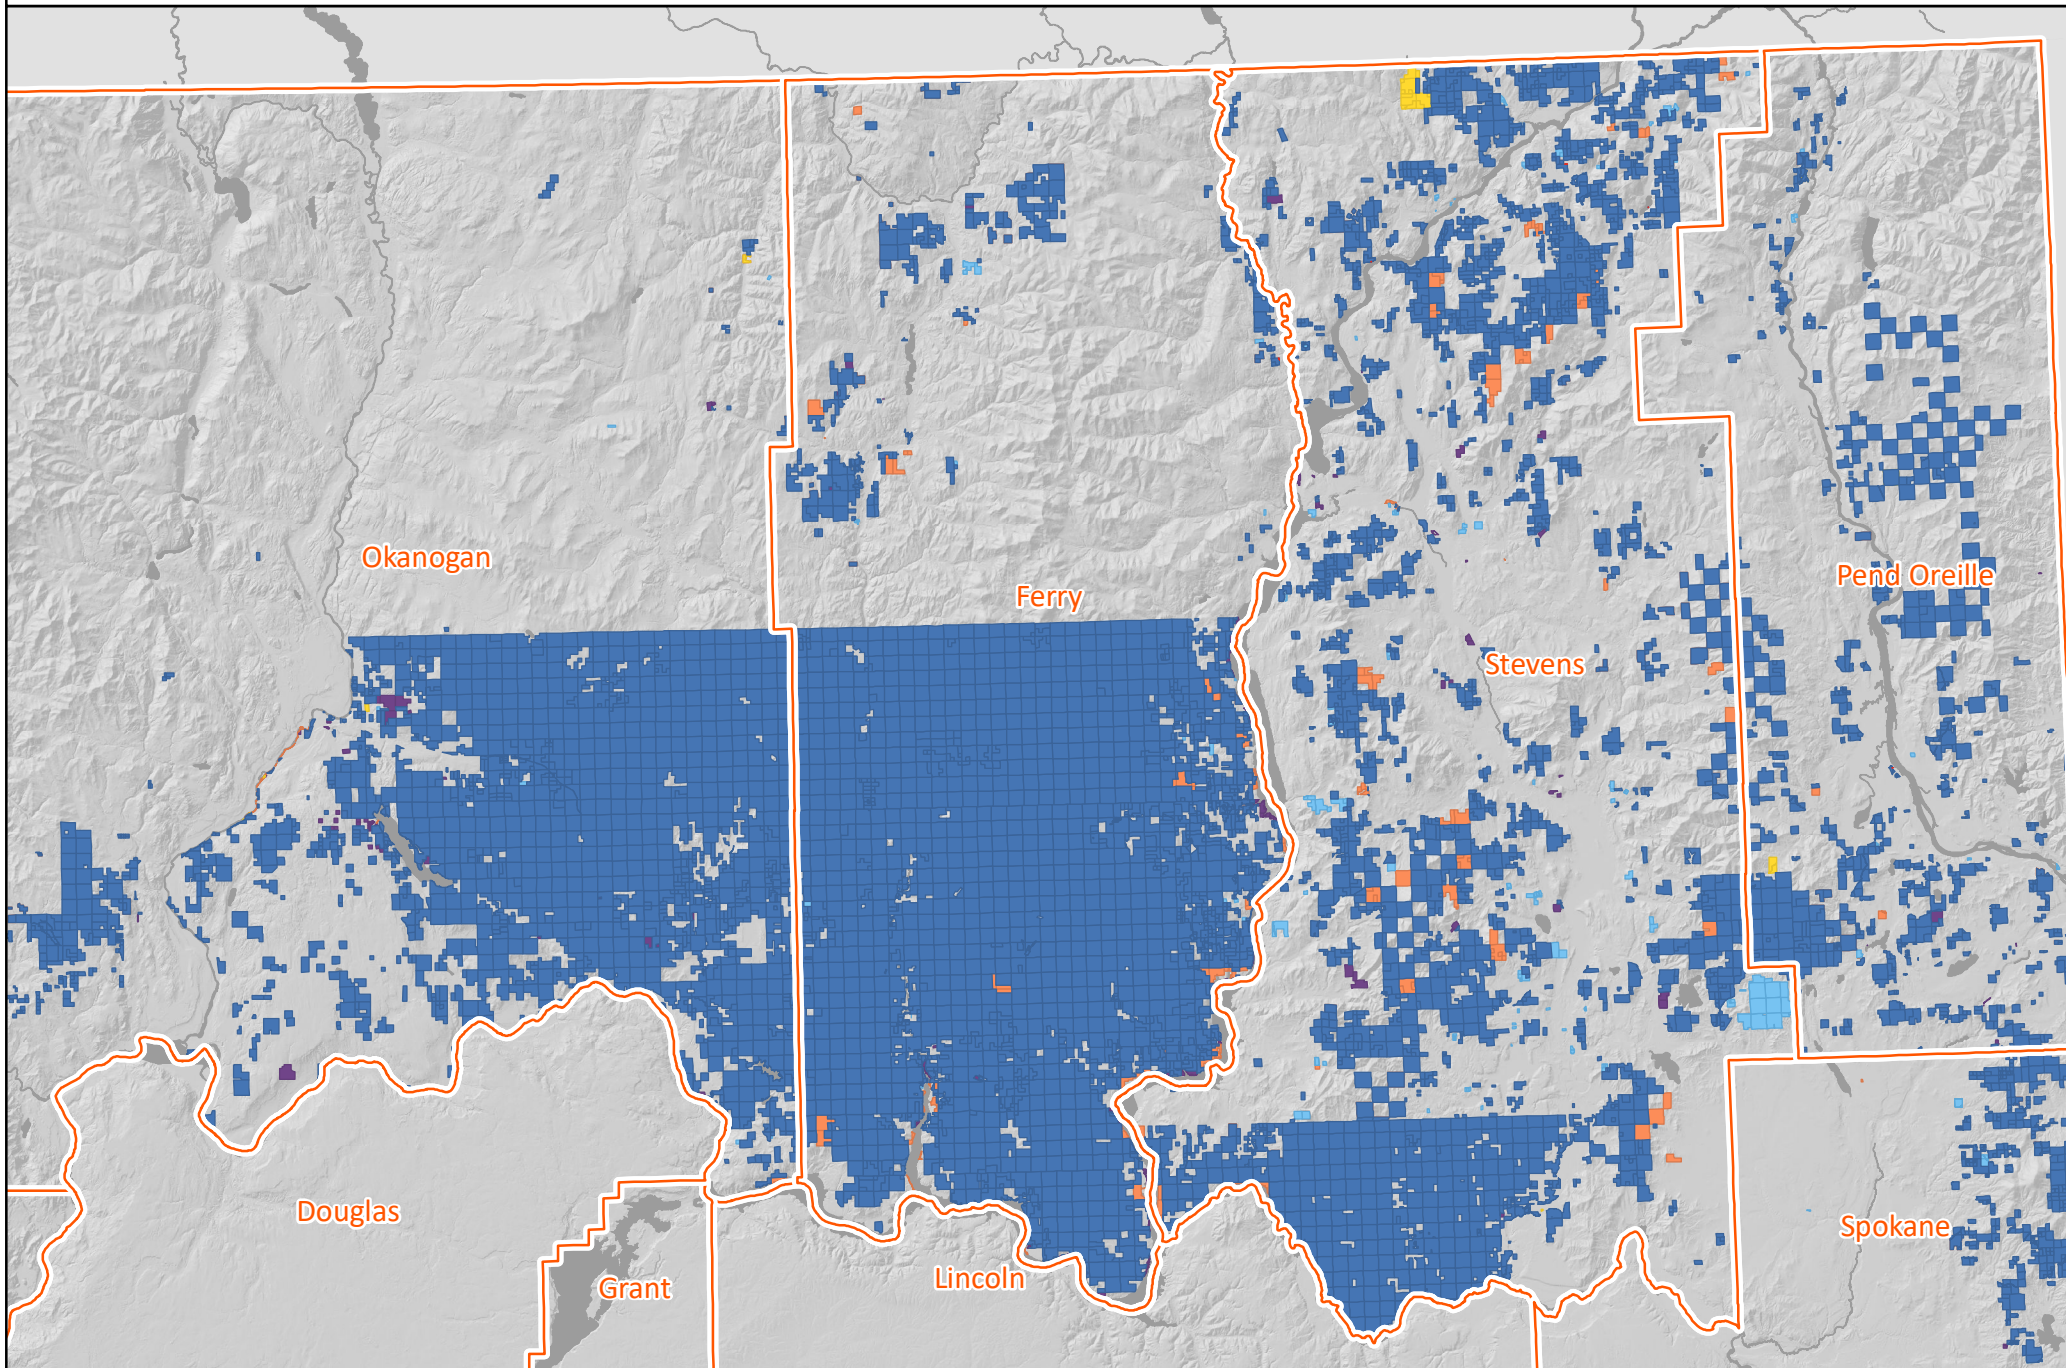 Okanogan
Ferry
Pend Oreille
Stevens
Douglas
Spokane
Lincoln
Grant